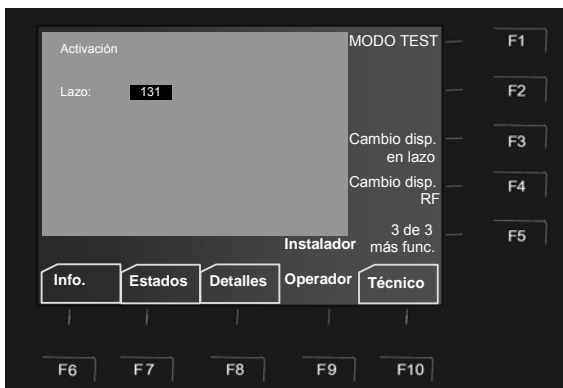 MODO TEST
F1
Activación
Lazo: 131
F2
Cambio disp.
en lazo
F3
Cambio disp.
RF
F4
3 de 3
más func.
F5
Instalador
Info.
Estados
Detalles
Operador
Técnico
F6
F7
F8
F9
F10